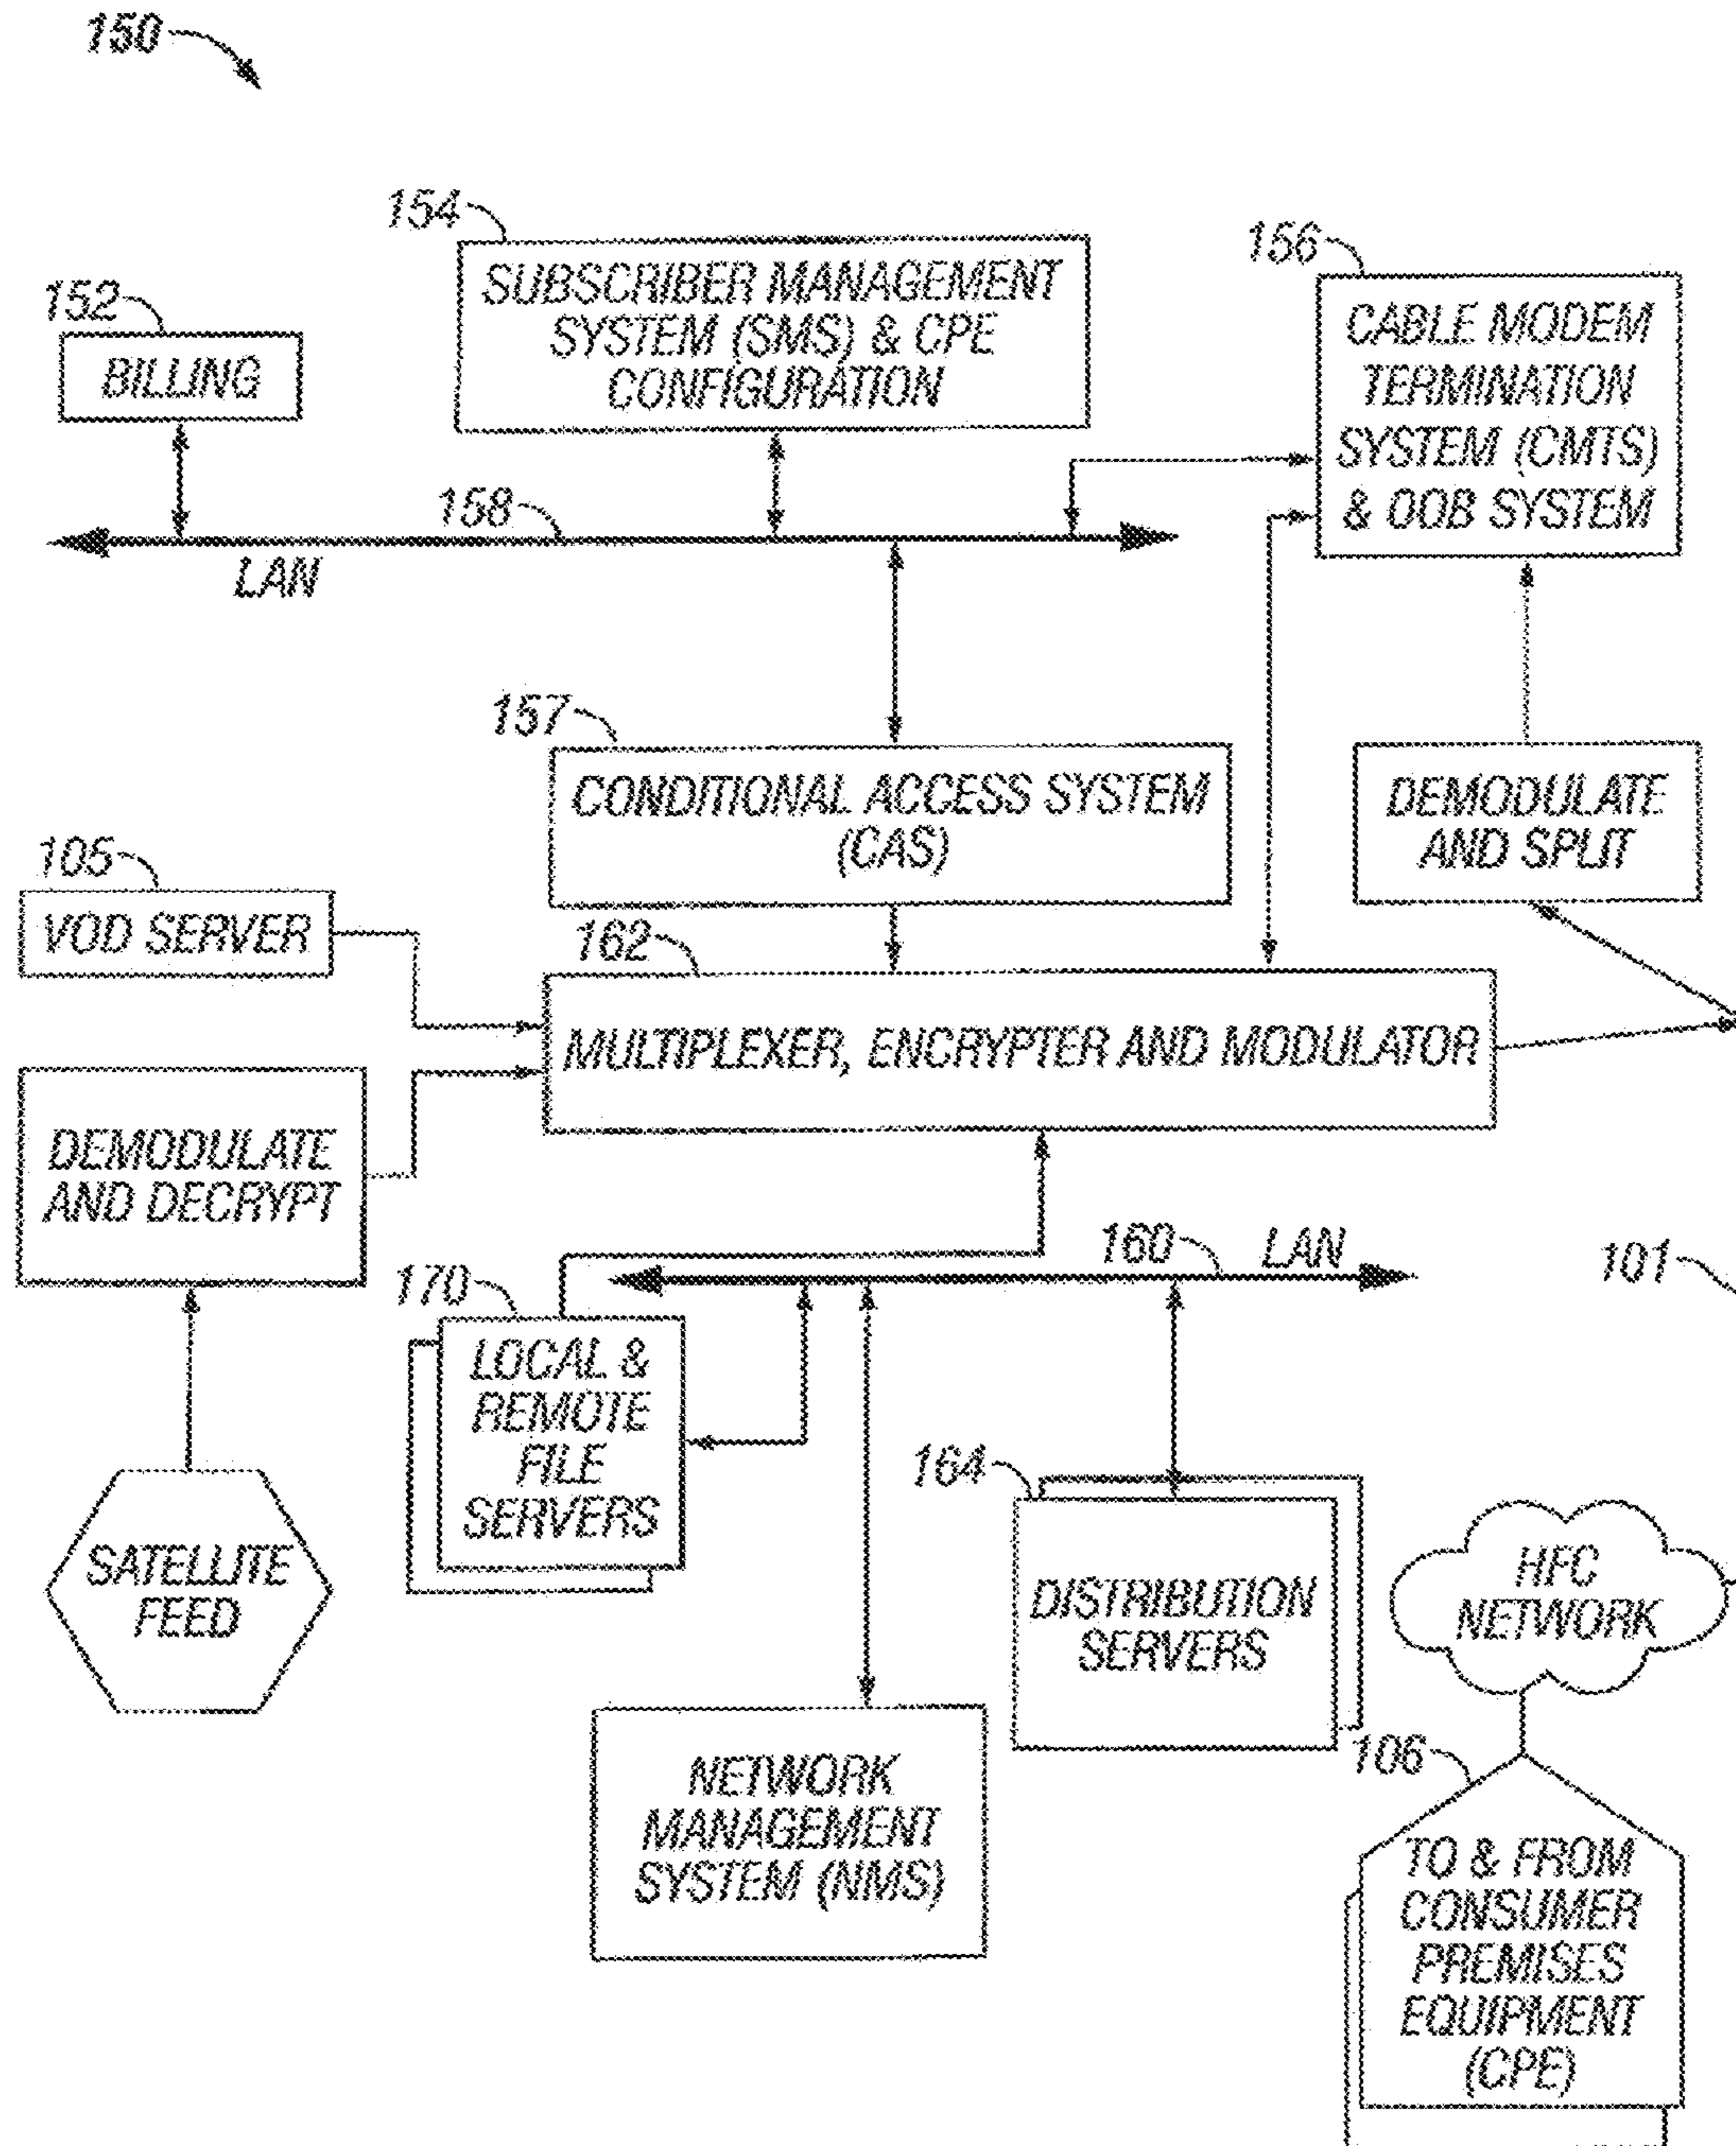 150
154
SUBSCRIBER MANAGEMENT
SYSTEM (SMS) & CPE
CONFIGURATION
156
CABLE MODEM
TERMINATION
SYSTEM (CMTS)
& OOB SYSTEM
152
BILLING
158
LAN
157
CONDITIONAL ACCESS SYSTEM
(CAS)
DEMODULATE
AND SPLIT
105
VOD SERVER
162
MULTIPLEXER, ENCRYPTER AND MODULATOR
DEMODULATE
AND DECRYPT
160
LAN
101
170
LOCAL &
REMOTE
FILE
SERVERS
164
DISTRIBUTION
SERVERS
SATELLITE
FEED
HFC
NETWORK
NETWORK
MANAGEMENT
SYSTEM (NMS)
106
TO & FROM
CONSUMER
PREMISES
EQUIPMENT
(CPE)